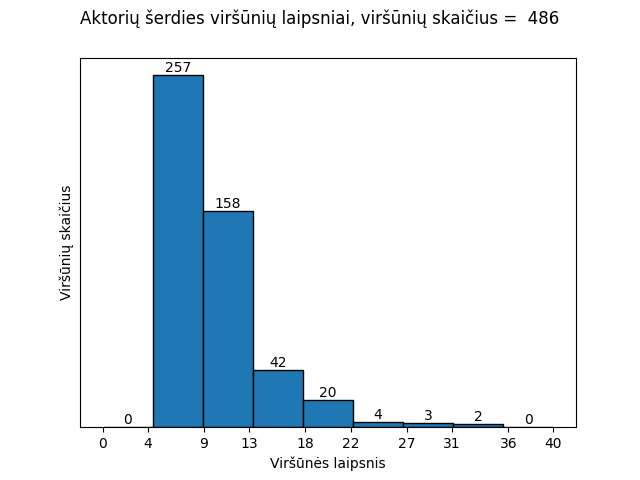 Aktorių šerdies viršūnių laipsniai, viršūnių skaičius =  486
257
158
42
20
4
3
2
0
0
Viršūnių skaičius
0 4 9 13 18 22 27 31 36 40
Viršūnės laipsnis